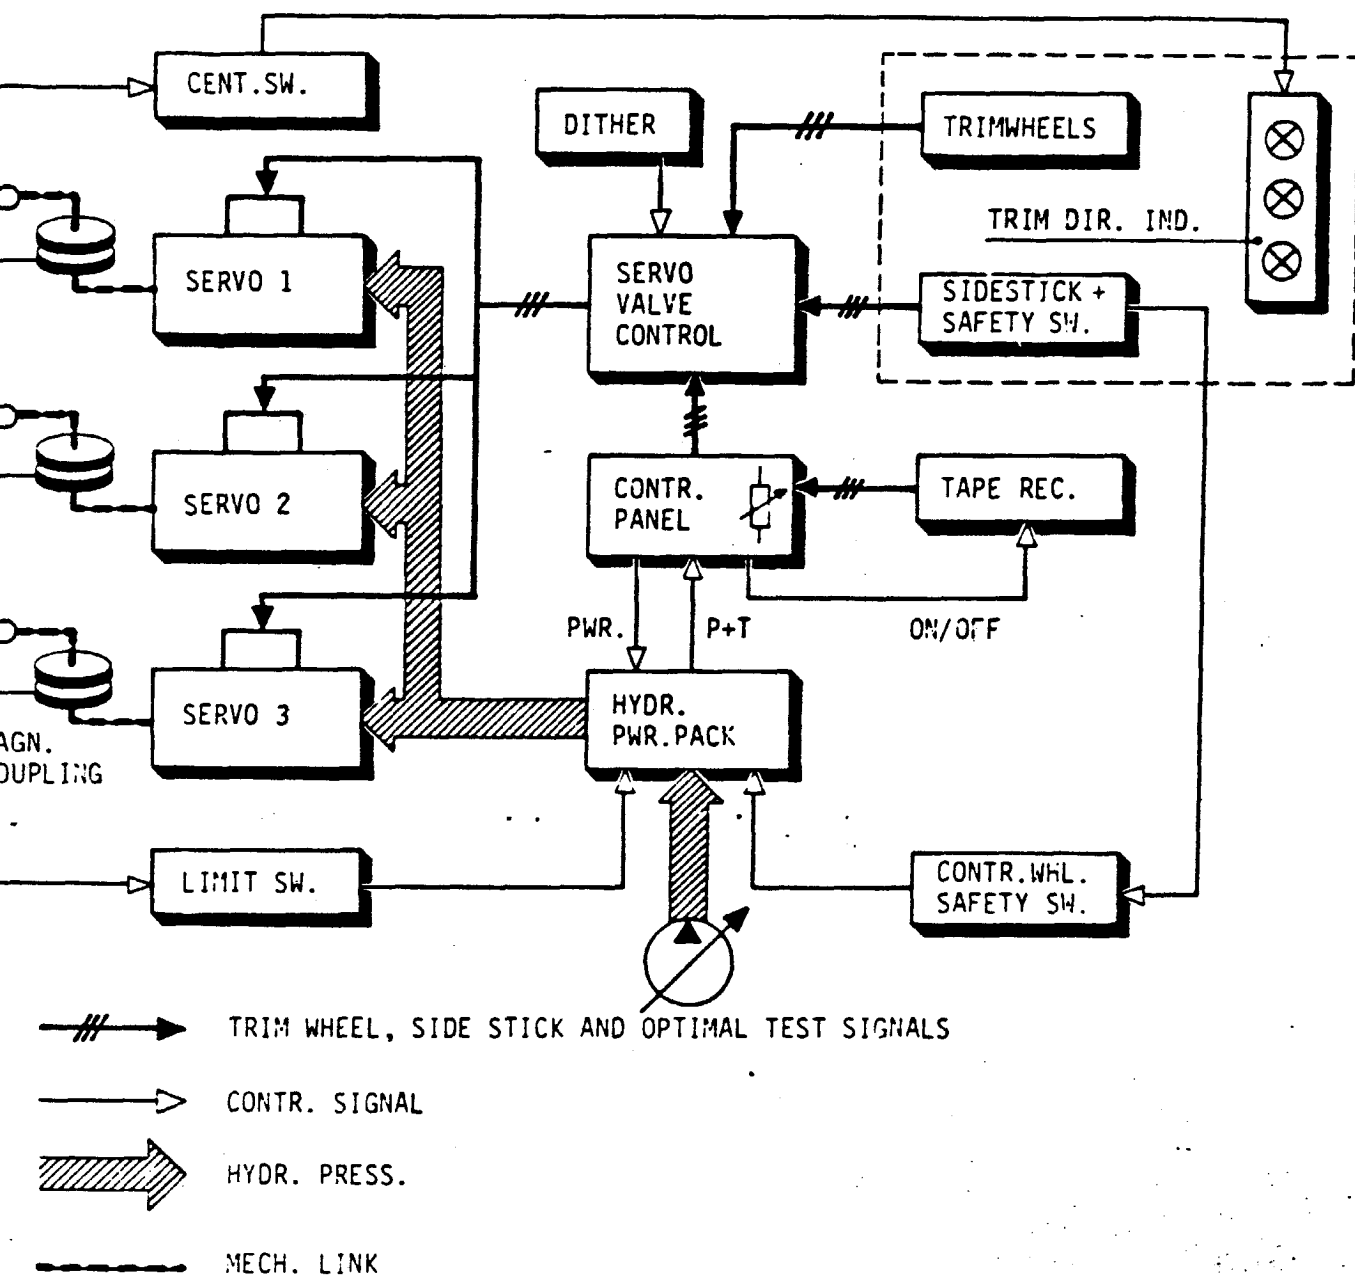 CENT.SW.
DITHER
TRIMWHEELS
TRIM DIR. IND.
SERVO 1
SERVO
VALVE
CONTROL
SIDESTICK +
SAFETY SW.
SERVO 2
CONTR.
PANEL
TAPE REC.
PWR.
P+T
ON/OFF
SERVO 3
HYDR.
PWR.PACK
AGN.
OUPLING
LIMIT SW.
CONTR.WHL.
SAFETY SW.
TRIM WHEEL, SIDE STICK AND OPTIMAL TEST SIGNALS
CONTR. SIGNAL
HYDR. PRESS.
MECH. LINK